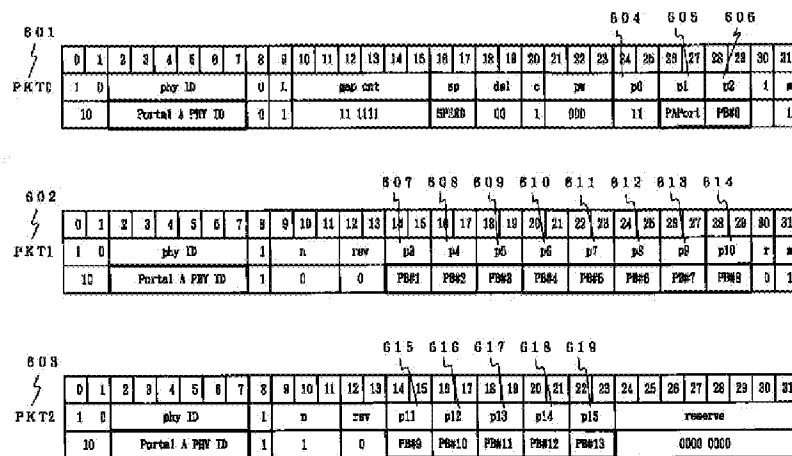 604 605 606
601
0 1 2 3 4 5 6 7 8 9 10 11 12 13 14 15 16 17 18 19 20 21 22 23 24 25 26 27 28 29 30 31
PKT0 1 0 phy ID 0 L gap cnt sp del c pw p0 p1 p2 i m
10 Portal A PHY ID 0 1 11 1111 SPEED 00 1 000 11 PAPort PB#0 1
607 608 609 610 611 612 613 614
602
0 1 2 3 4 5 6 7 8 9 10 11 12 13 14 15 16 17 18 19 20 21 22 23 24 25 26 27 28 29 30 31
PKT1 1 0 phy ID 1 n rsv p3 p4 p5 p6 p7 p8 p9 p10 r m
10 Portal A PHY ID 1 0 0 PB#1 PB#2 PB#3 PB#4 PB#5 PB#6 PB#7 PB#8 0 1
615 616 617 618 619
603
0 1 2 3 4 5 6 7 8 9 10 11 12 13 14 15 16 17 18 19 20 21 22 23 24 25 26 27 28 29 30 31
PKT2 1 0 phy ID 1 n rsv p11 p12 p13 p14 p15 reserve
10 Portal A PHY ID 1 1 0 PB#9 PB#10 PB#11 PB#12 PB#13 0000 0000